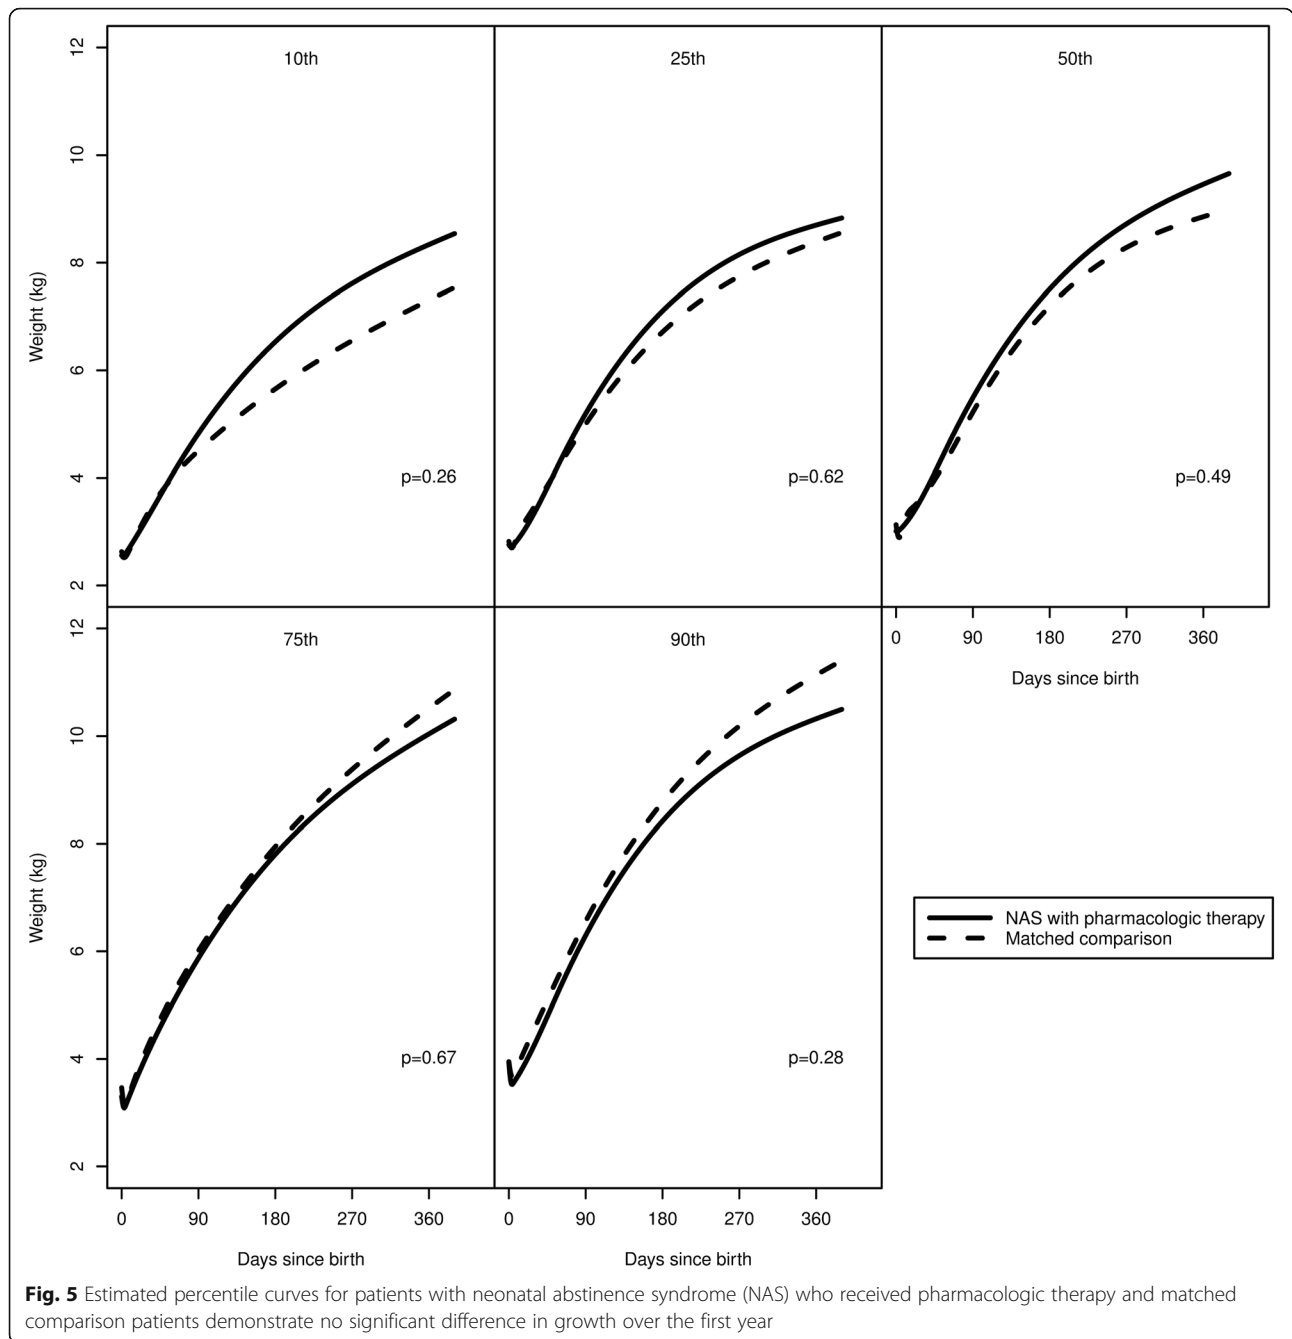 10th
25th
50th
12
10
8
6
4
2
Weight (kg)
p=0.26
p=0.62
p=0.49
0 90 180 270 360
Days since birth
75th
90th
12
10
8
6
4
2
Weight (kg)
p=0.67
p=0.28
NAS with pharmacologic therapy
Matched comparison
0 90 180 270 360
0 90 180 270 360
Days since birth
Days since birth
Fig. 5 Estimated percentile curves for patients with neonatal abstinence syndrome (NAS) who received pharmacologic therapy and matched
comparison patients demonstrate no significant difference in growth over the first year